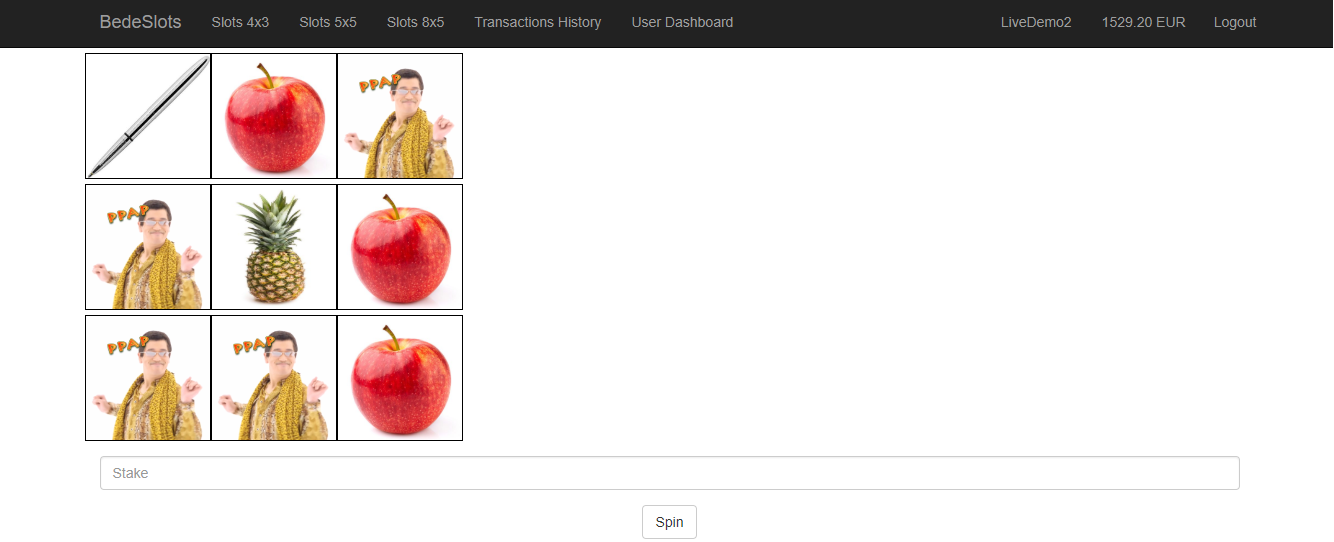 BedeSlots Slots 4x3 Slots 5x5 Slots 8x5 Transactions History User Dashboard LiveDemo2 1529.20 EUR Logout
PPAP
PPAP
PPAP PPAP
Stake
Spin